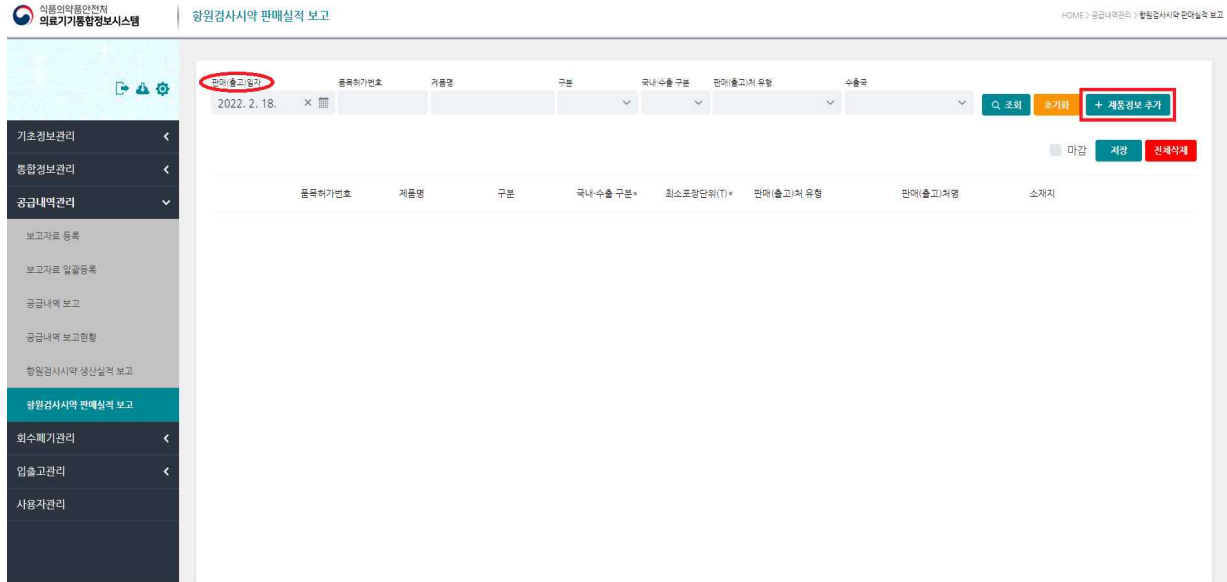 식품의약품안전처
의료기기통합정보시스템
항원검사시약 판매실적 보고
HOME > 공급내역관리 > 항원검사시약 판매실적 보고
판매(출고)일자 품목허가번호 제품명 구분 국내·수출 구분 판매(출고)처 유형 수출국
2022. 2. 18. ×
조회 초기화 + 제품정보 추가
마감 저장 전체삭제
품목허가번호 제품명 구분 국내·수출 구분* 최소포장단위(T)* 판매(출고)처 유형 판매(출고)처명 소재지
기초정보관리
통합정보관리
공급내역관리
보고자료 등록
보고자료 일괄등록
공급내역 보고
공급내역 보고현황
항원검사시약 생산실적 보고
항원검사시약 판매실적 보고
회수폐기관리
입출고관리
사용자관리